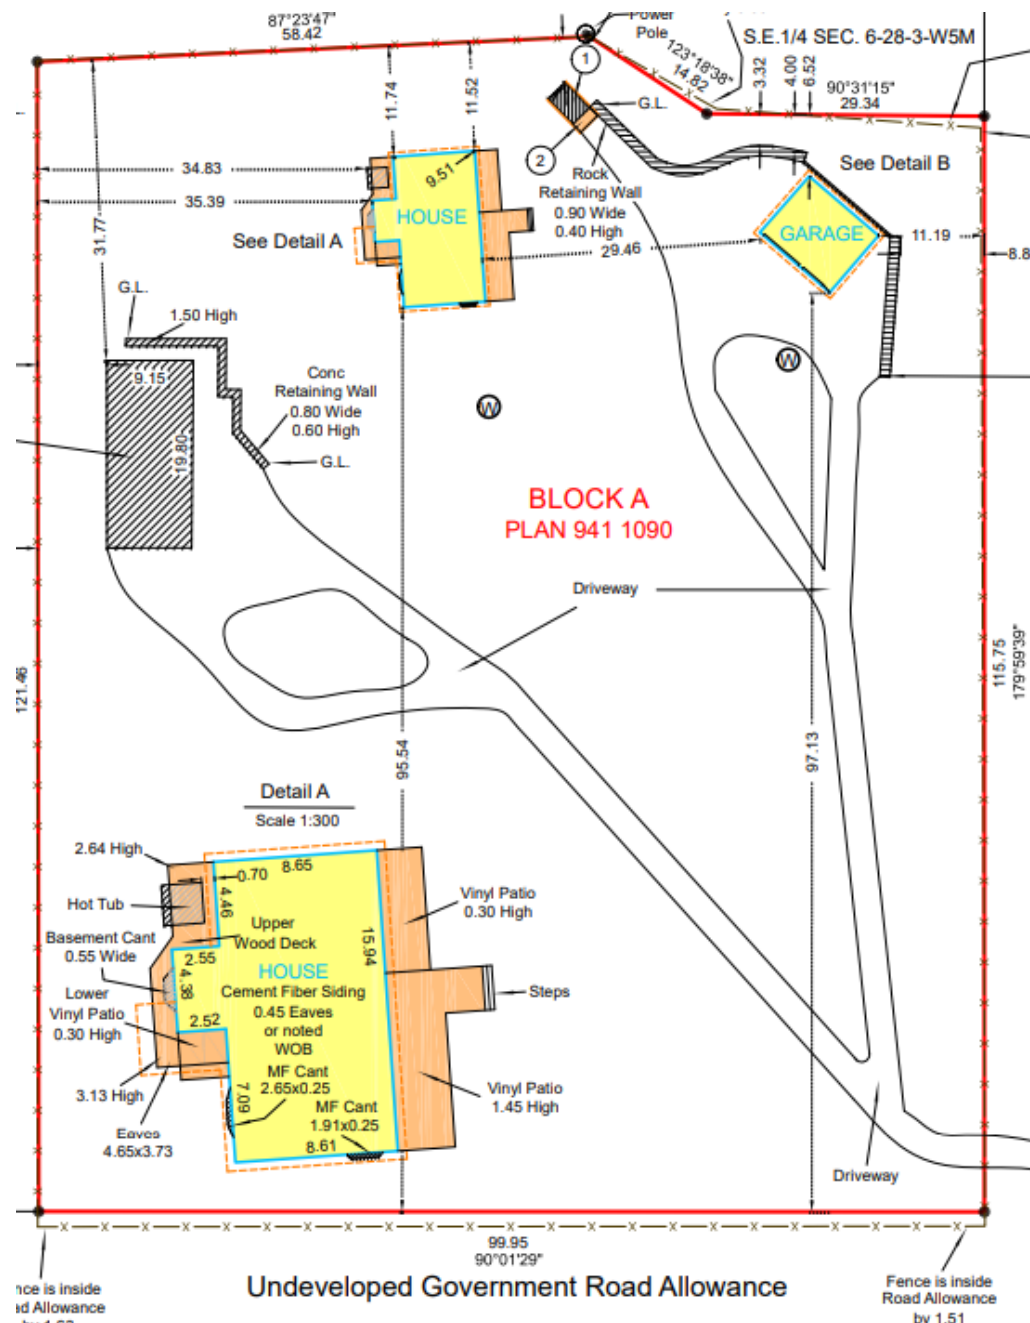 87°23'47"
58.42
Power
Pole
S.E.1/4 SEC. 6-28-3-W5M
123°18'38"
14.82
3.32
4.00
6.52
90°31'15"
29.34
1
11.74
11.52
G.L.
2
See Detail B
34.83
9.51
Rock
Retaining Wall
0.90 Wide
0.40 High
35.39
HOUSE
GARAGE
11.19
31.77
See Detail A
29.46
G.L.
1.50 High
W
9.15
Conc
Retaining Wall
0.80 Wide
0.60 High
W
19.80
G.L.
BLOCK A
PLAN 941 1090
Driveway
121.46
115.75
179°59'39"
95.54
97.13
Detail A
Scale 1:300
2.64 High
8.65
0.70
4.46
Hot Tub
Vinyl Patio
0.30 High
Upper
Wood Deck
Basement Cant
0.55 Wide
2.55
15.94
HOUSE
4.38
Cement Fiber Siding
0.45 Eaves
or noted
WOB
Steps
Lower
Vinyl Patio
0.30 High
2.52
MF Cant
2.65x0.25
7.09
3.13 High
Vinyl Patio
1.45 High
MF Cant
1.91x0.25
Eaves
4.65x3.73
8.61
Driveway
99.95
90°01'29"
Undeveloped Government Road Allowance
Allowance
Fence is inside
Road Allowance
by 1.51